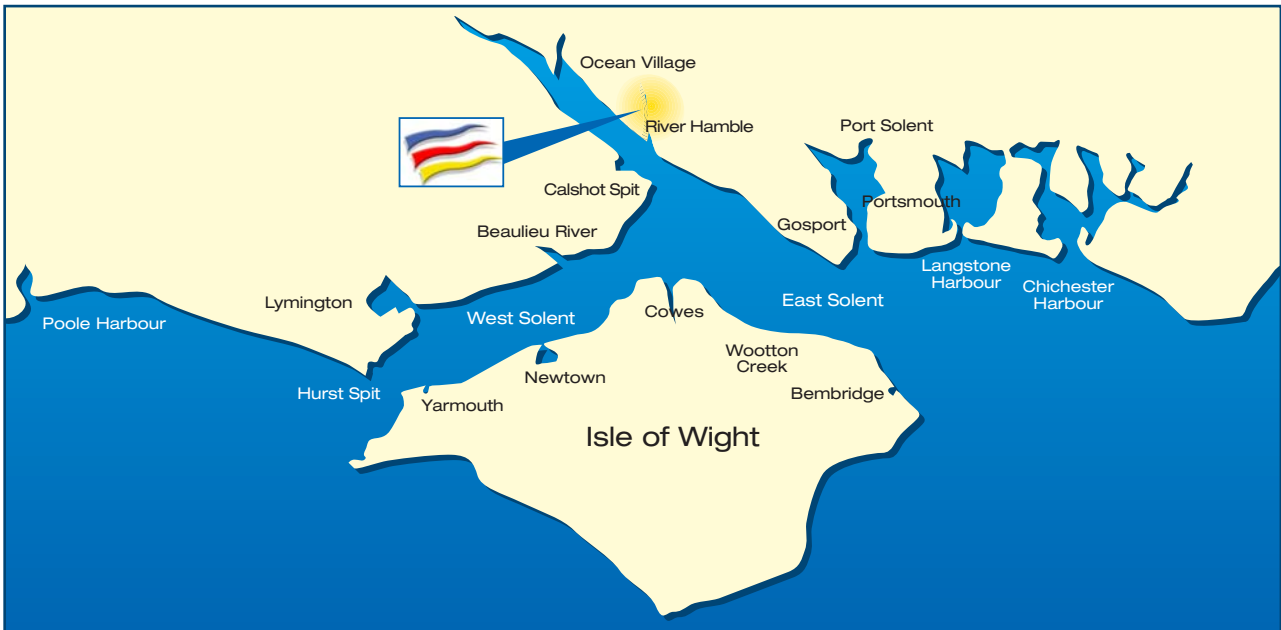 Ocean Village
River Hamble
Port Solent
Calshot Spit
Portsmouth
Gosport
Beaulieu River
Langstone
Harbour
Chichester
Harbour
Lymington
East Solent
Cowes
West Solent
Poole Harbour
Wootton
Creek
Newtown
Hurst Spit
Yarmouth
Bembridge
Isle of Wight